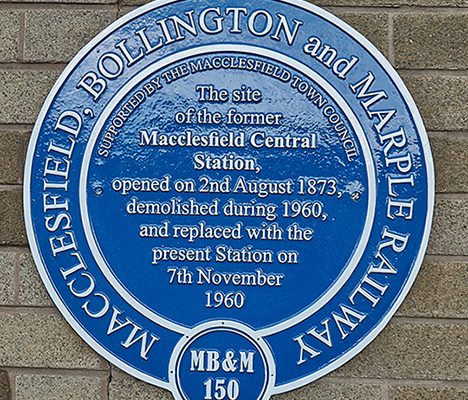 MACCLESFIELD, BOLLINGTON and MARPLE RAILWAY
SUPPORTED BY THE MACCLESFIELD TOWN COUNCIL
The site
of the former
Macclesfield Central
Station,
opened on 2nd August 1873,
demolished during 1960,
and replaced with the
present Station on
7th November
1960
MB&M
150